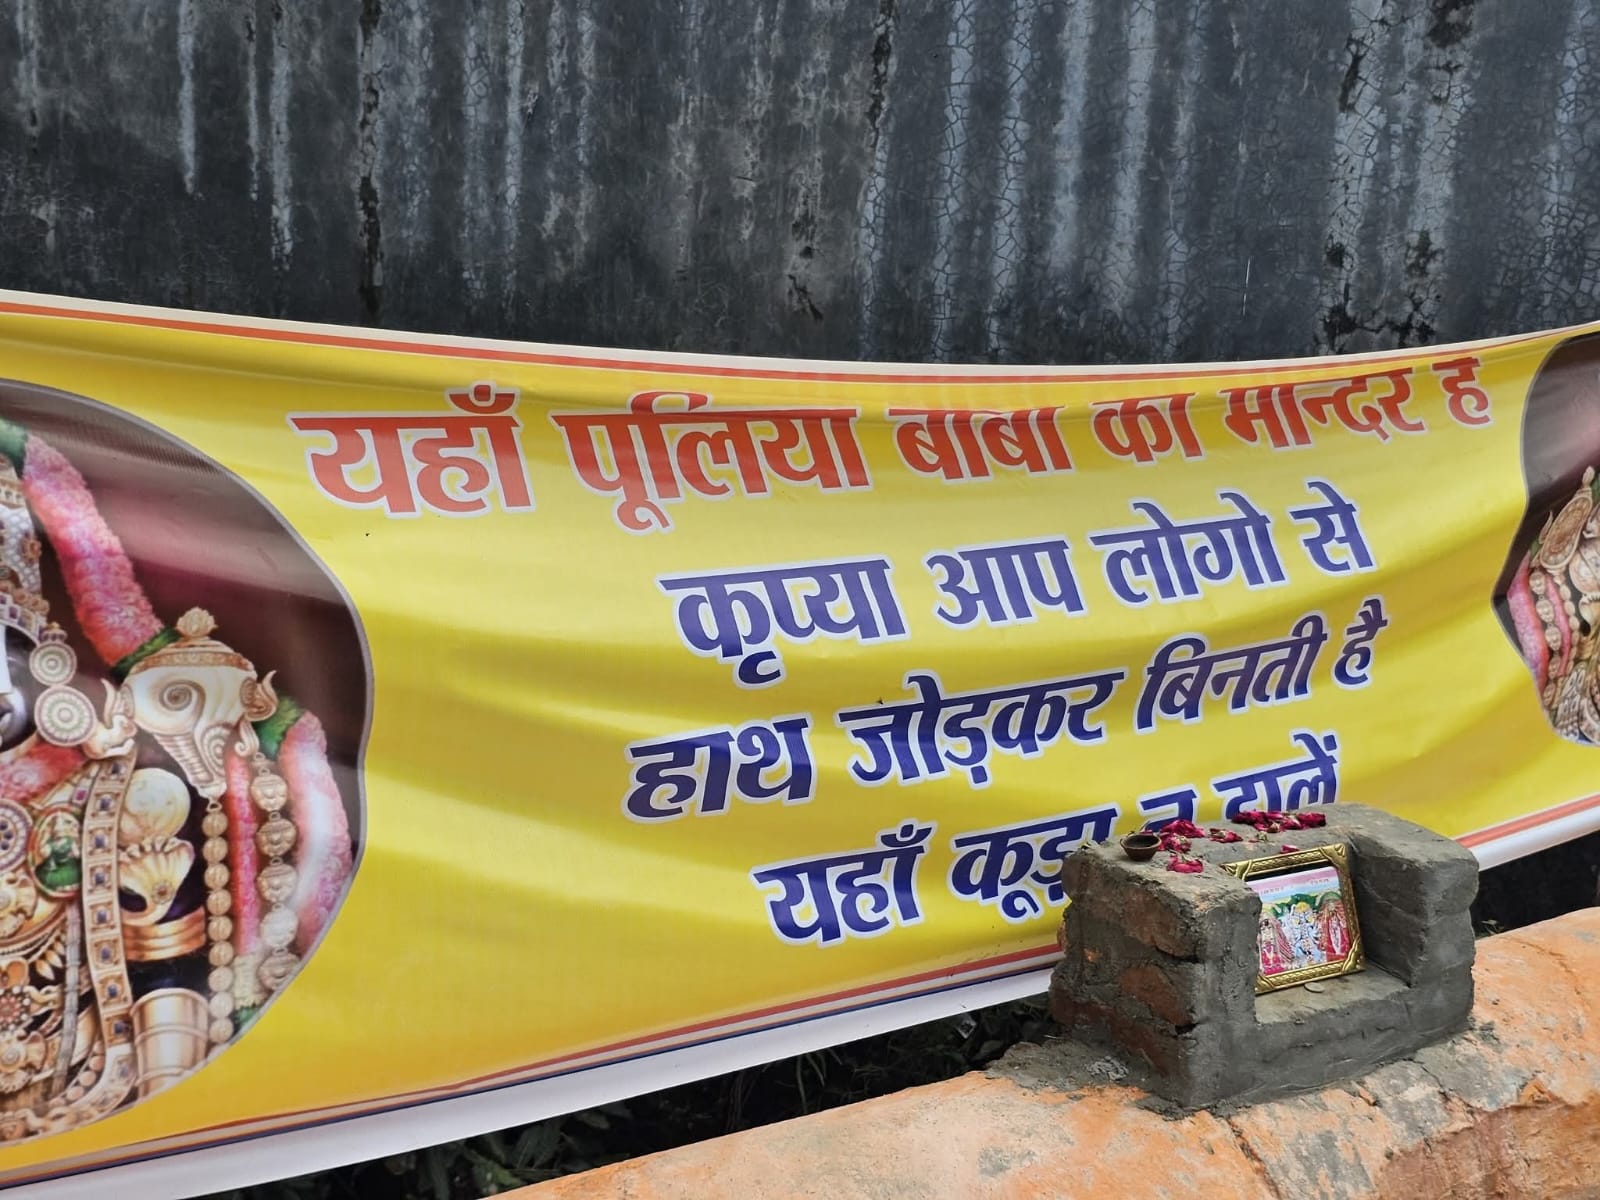 यहाँ पूलिया बाबा का मन्दिर है
कृप्या आप लोगो से
हाथ जोड़कर बिनती है
यहाँ कूड़ा न डालें